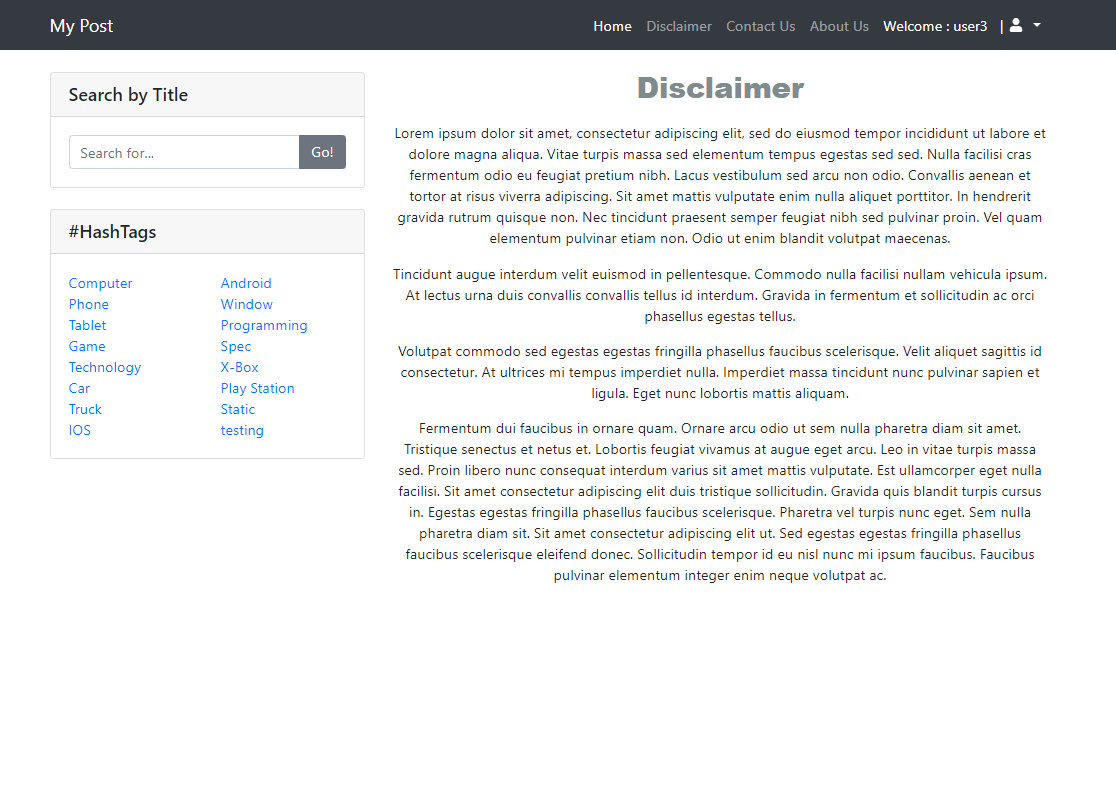 My Post
Home Disclaimer Contact Us About Us Welcome : user3 |
Search by Title
Search for...
Go!
#HashTags
Computer Android
Phone Window
Tablet Programming
Game Spec
Technology X-Box
Car Play Station
Truck Static
IOS testing
Disclaimer
Lorem ipsum dolor sit amet, consectetur adipiscing elit, sed do eiusmod tempor incididunt ut labore et
dolore magna aliqua. Vitae turpis massa sed elementum tempus egestas sed sed. Nulla facilisi cras
fermentum odio eu feugiat pretium nibh. Lacus vestibulum sed arcu non odio. Convallis aenean et
tortor at risus viverra adipiscing. Sit amet mattis vulputate enim nulla aliquet porttitor. In hendrerit
gravida rutrum quisque non. Nec tincidunt praesent semper feugiat nibh sed pulvinar proin. Vel quam
elementum pulvinar etiam non. Odio ut enim blandit volutpat maecenas.
Tincidunt augue interdum velit euismod in pellentesque. Commodo nulla facilisi nullam vehicula ipsum.
At lectus urna duis convallis convallis tellus id interdum. Gravida in fermentum et sollicitudin ac orci
phasellus egestas tellus.
Volutpat commodo sed egestas egestas fringilla phasellus faucibus scelerisque. Velit aliquet sagittis id
consectetur. At ultrices mi tempus imperdiet nulla. Imperdiet massa tincidunt nunc pulvinar sapien et
ligula. Eget nunc lobortis mattis aliquam.
Fermentum dui faucibus in ornare quam. Ornare arcu odio ut sem nulla pharetra diam sit amet.
Tristique senectus et netus et. Lobortis feugiat vivamus at augue eget arcu. Leo in vitae turpis massa
sed. Proin libero nunc consequat interdum varius sit amet mattis vulputate. Est ullamcorper eget nulla
facilisi. Sit amet consectetur adipiscing elit duis tristique sollicitudin. Gravida quis blandit turpis cursus
in. Egestas egestas fringilla phasellus faucibus scelerisque. Pharetra vel turpis nunc eget. Sem nulla
pharetra diam sit. Sit amet consectetur adipiscing elit ut. Sed egestas egestas fringilla phasellus
faucibus scelerisque eleifend donec. Sollicitudin tempor id eu nisl nunc mi ipsum faucibus. Faucibus
pulvinar elementum integer enim neque volutpat ac.